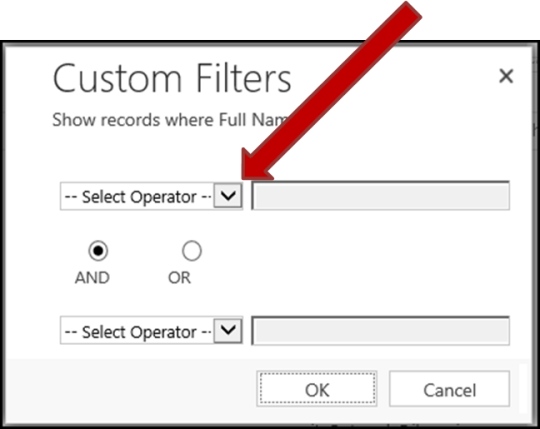 Custom Filters
Show records where Full Nam
-- Select Operator --
AND OR
-- Select Operator --
OK Cancel